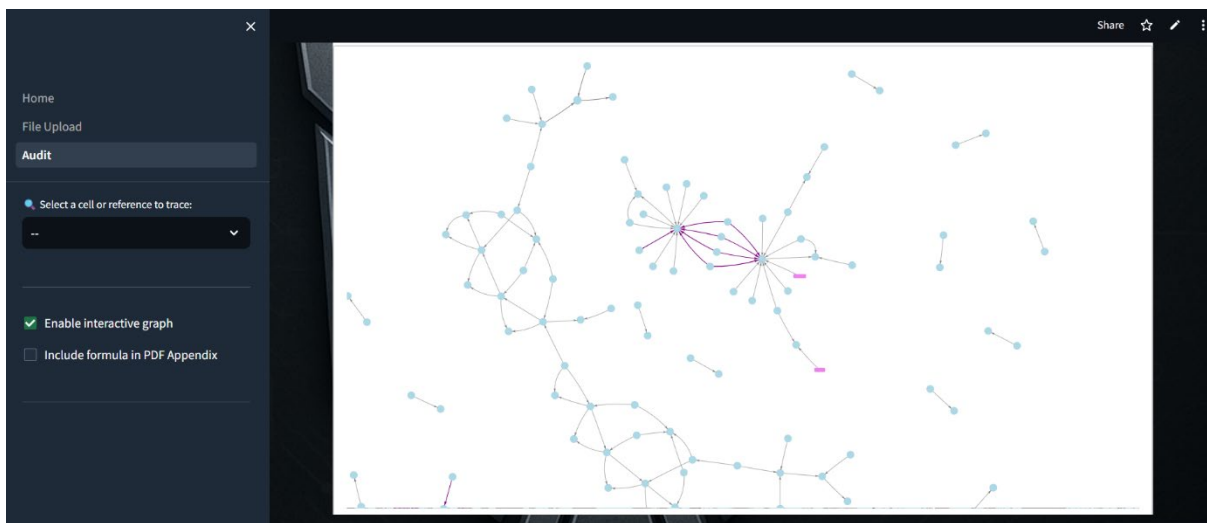 Share
Home
File Upload
Audit
Select a cell or reference to trace:
--
Enable interactive graph
Include formula in PDF Appendix